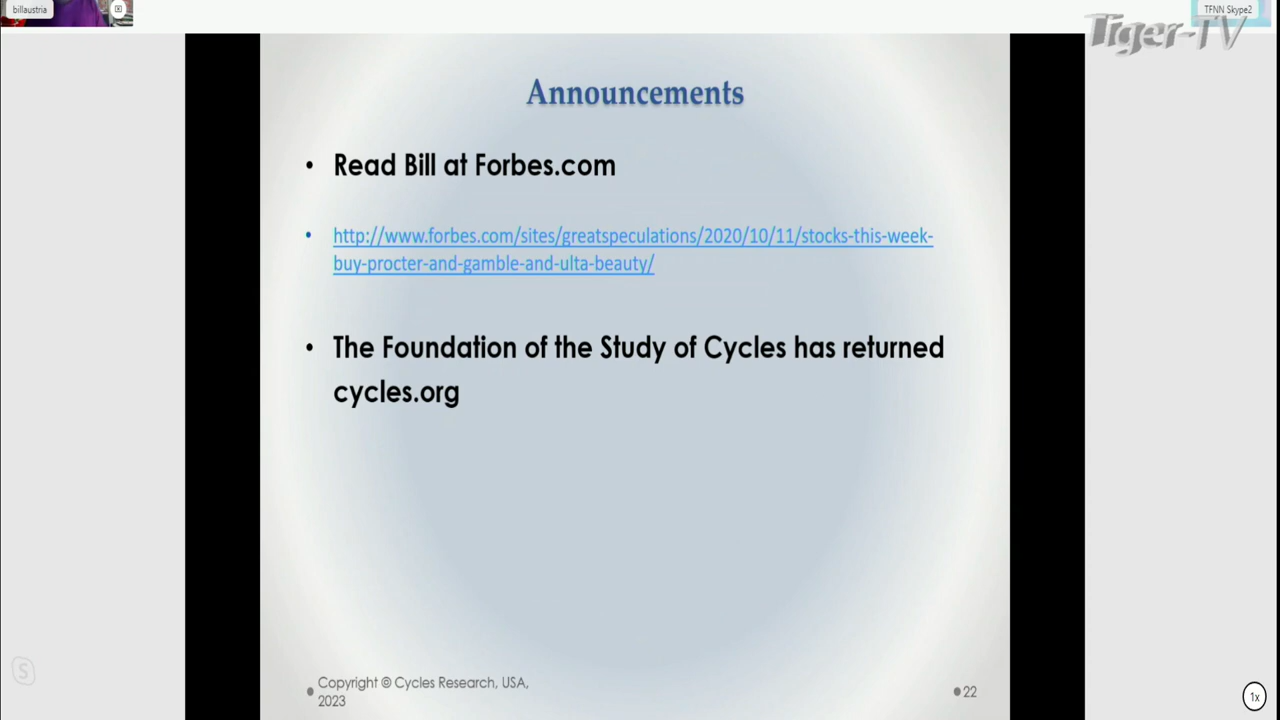 billaustria
TFNN Skype2
Tiger-TV
Announcements
• Read Bill at Forbes.com
• http://www.forbes.com/sites/greatspeculations/2020/10/11/stocks-this-week-
buy-procter-and-gamble-and-ulta-beauty/
• The Foundation of the Study of Cycles has returned
cycles.org
• Copyright © Cycles Research, USA,
2023
• 22
S
1x